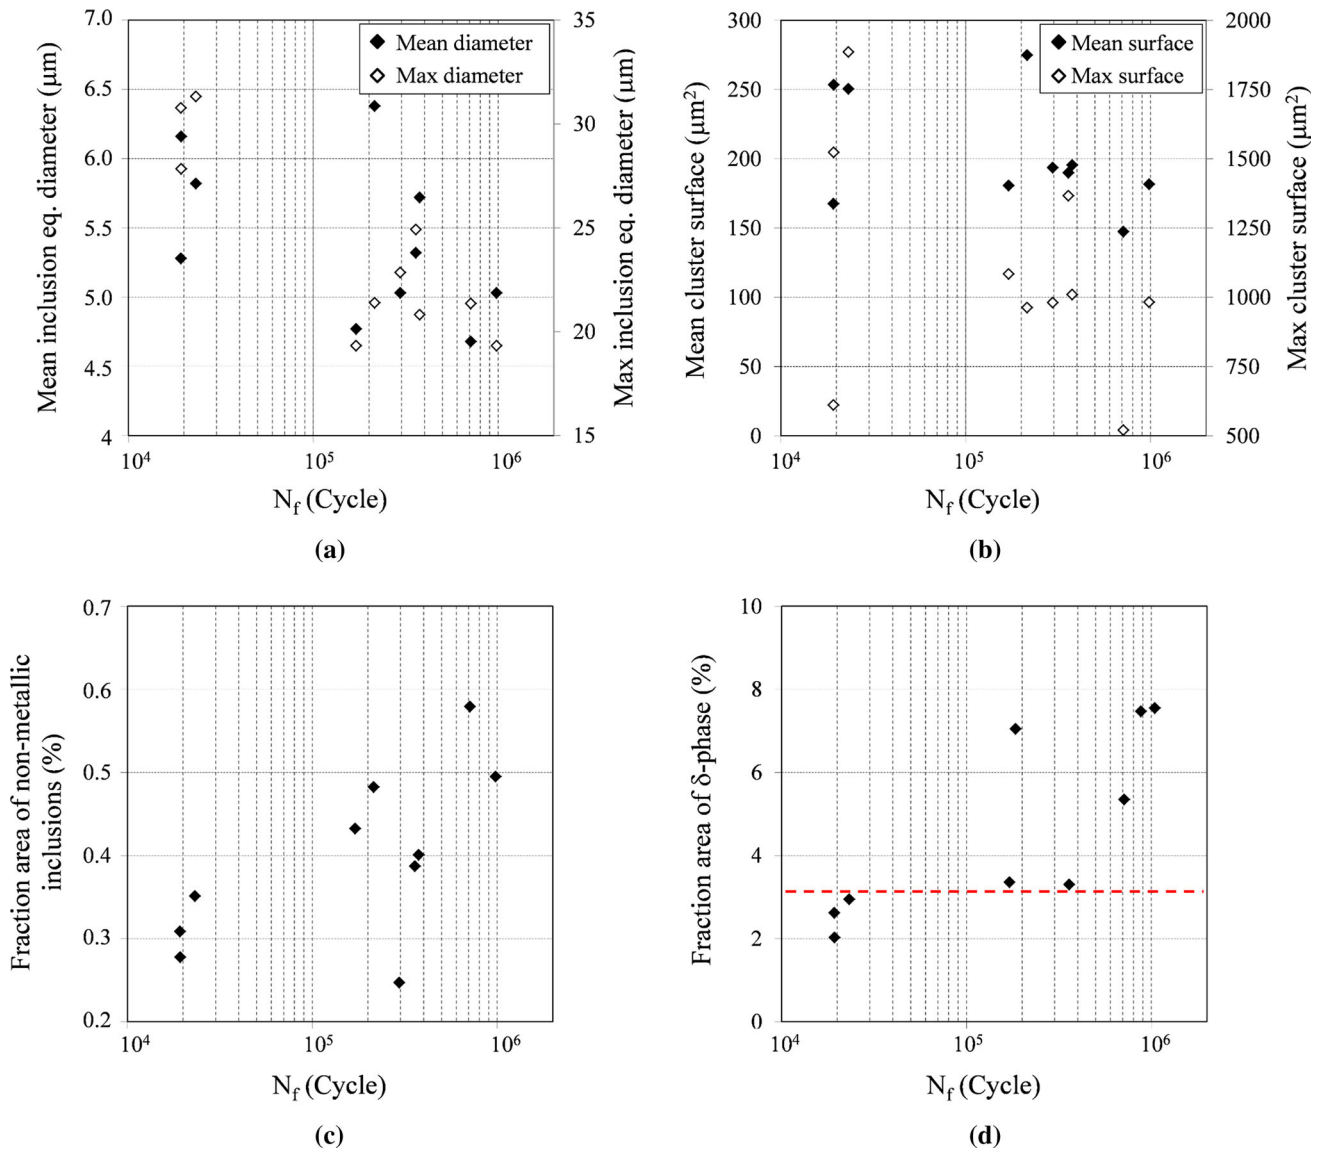 7.0
6.5
6.0
5.5
5.0
4.5
4
Mean inclusion eq. diameter (μm)
35
30
25
20
15
Max inclusion eq. diameter (μm)
Mean diameter
Max diameter
10⁴
10⁵
10⁶
N_f (Cycle)
(a)
300
250
200
150
100
50
0
Mean cluster surface (μm²)
2000
1750
1500
1250
1000
750
500
Max cluster surface (μm²)
Mean surface
Max surface
10⁴
10⁵
10⁶
N_f (Cycle)
(b)
0.7
0.6
0.5
0.4
0.3
0.2
Fraction area of non-metallic
inclusions (%)
10⁴
10⁵
10⁶
N_f (Cycle)
(c)
10
8
6
4
2
0
Fraction area of δ-phase (%)
10⁴
10⁵
10⁶
N_f (Cycle)
(d)